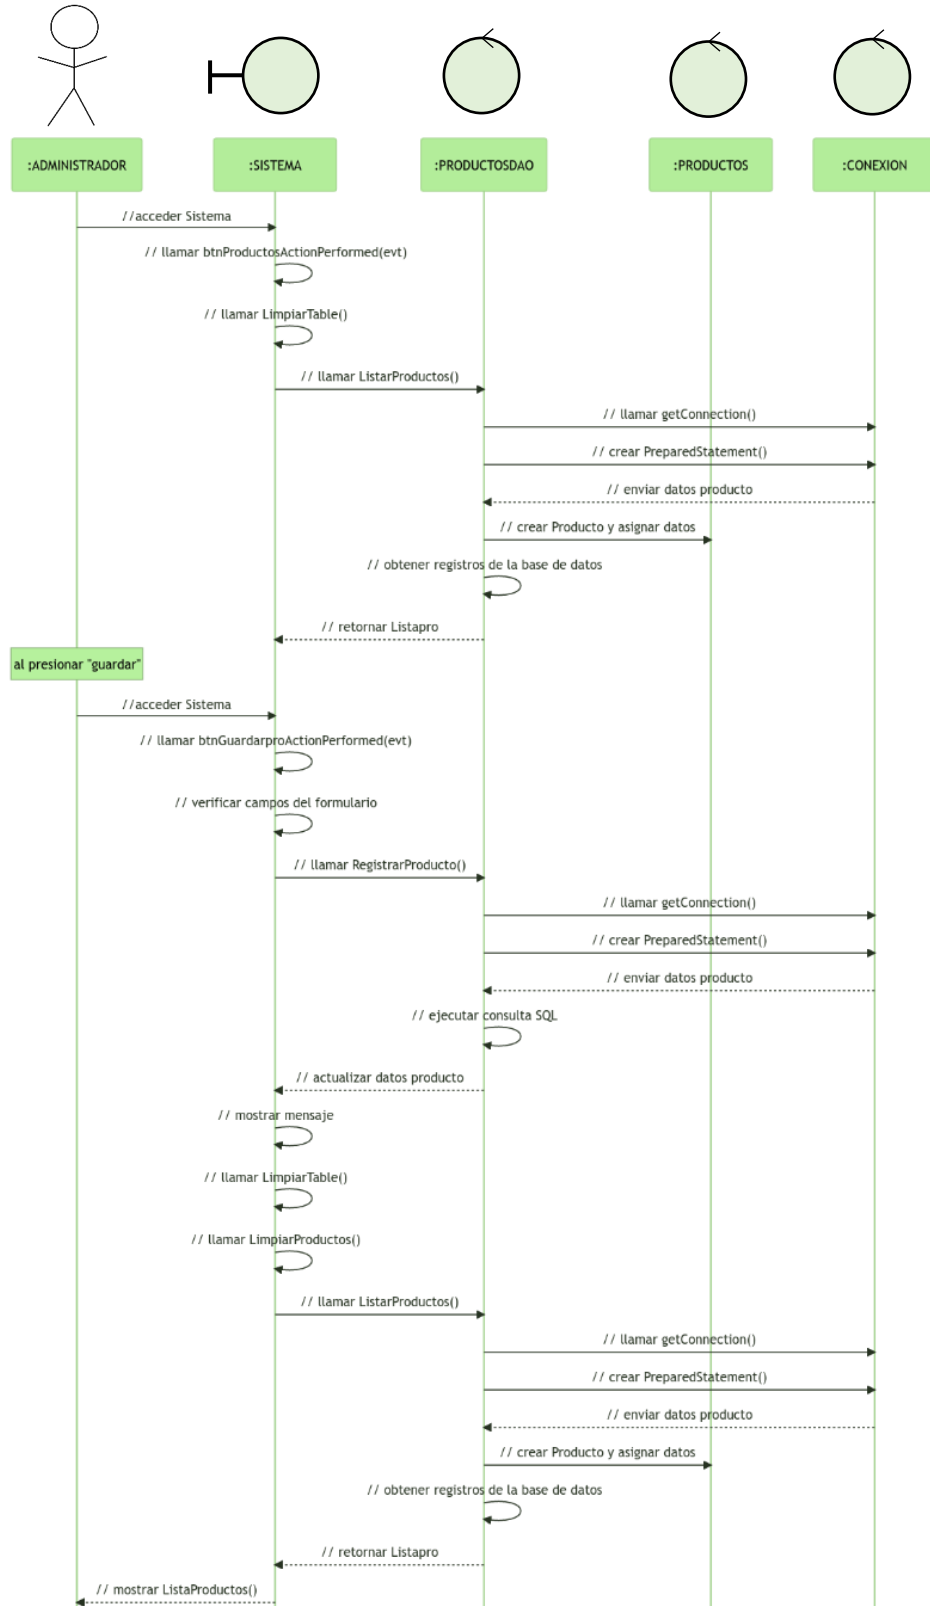 :ADMINISTRADOR
:SISTEMA
:PRODUCTOSDAO
:PRODUCTOS
:CONEXION
//acceder Sistema
// llamar btnProductosActionPerformed(evt)
// llamar LimpiarTable()
// llamar ListarProductos()
// llamar getConnection()
// crear PreparedStatement()
// enviar datos producto
// crear Producto y asignar datos
// obtener registros de la base de datos
// retornar Listapro
al presionar "guardar"
//acceder Sistema
// llamar btnGuardarproActionPerformed(evt)
// verificar campos del formulario
// llamar RegistrarProducto()
// llamar getConnection()
// crear PreparedStatement()
// enviar datos producto
// ejecutar consulta SQL
// actualizar datos producto
// mostrar mensaje
// llamar LimpiarTable()
// llamar LimpiarProductos()
// llamar ListarProductos()
// llamar getConnection()
// crear PreparedStatement()
// enviar datos producto
// crear Producto y asignar datos
// obtener registros de la base de datos
// retornar Listapro
// mostrar ListaProductos()